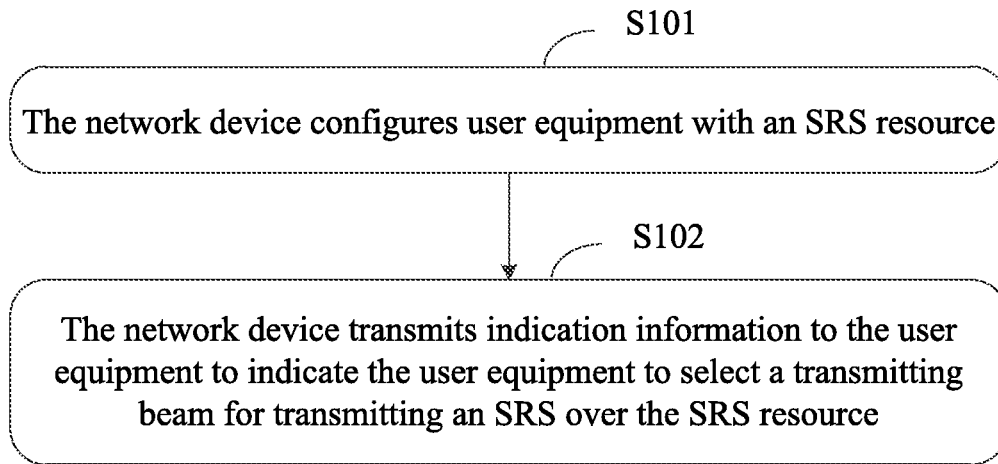 S101
The network device configures user equipment with an SRS resource
S102
The network device transmits indication information to the user
equipment to indicate the user equipment to select a transmitting
beam for transmitting an SRS over the SRS resource